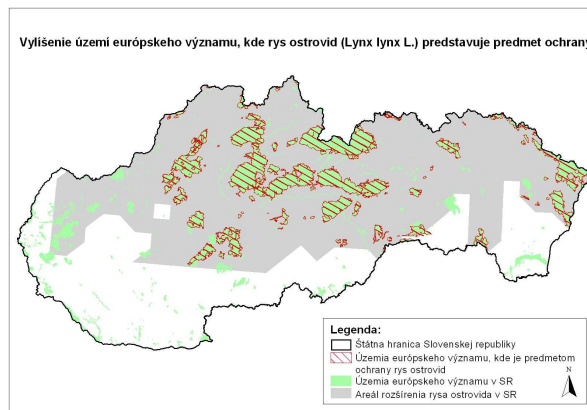 Vylíšenie území európskeho významu, kde rys ostrovid (Lynx lynx L.) predstavuje predmet ochrany
Legenda:
Štátna hranica Slovenskej republiky
Územia európskeho významu, kde je predmetom
ochrany rys ostrovid
Územia európskeho významu v SR
Areál rozšírenia rysa ostrovida v SR
N